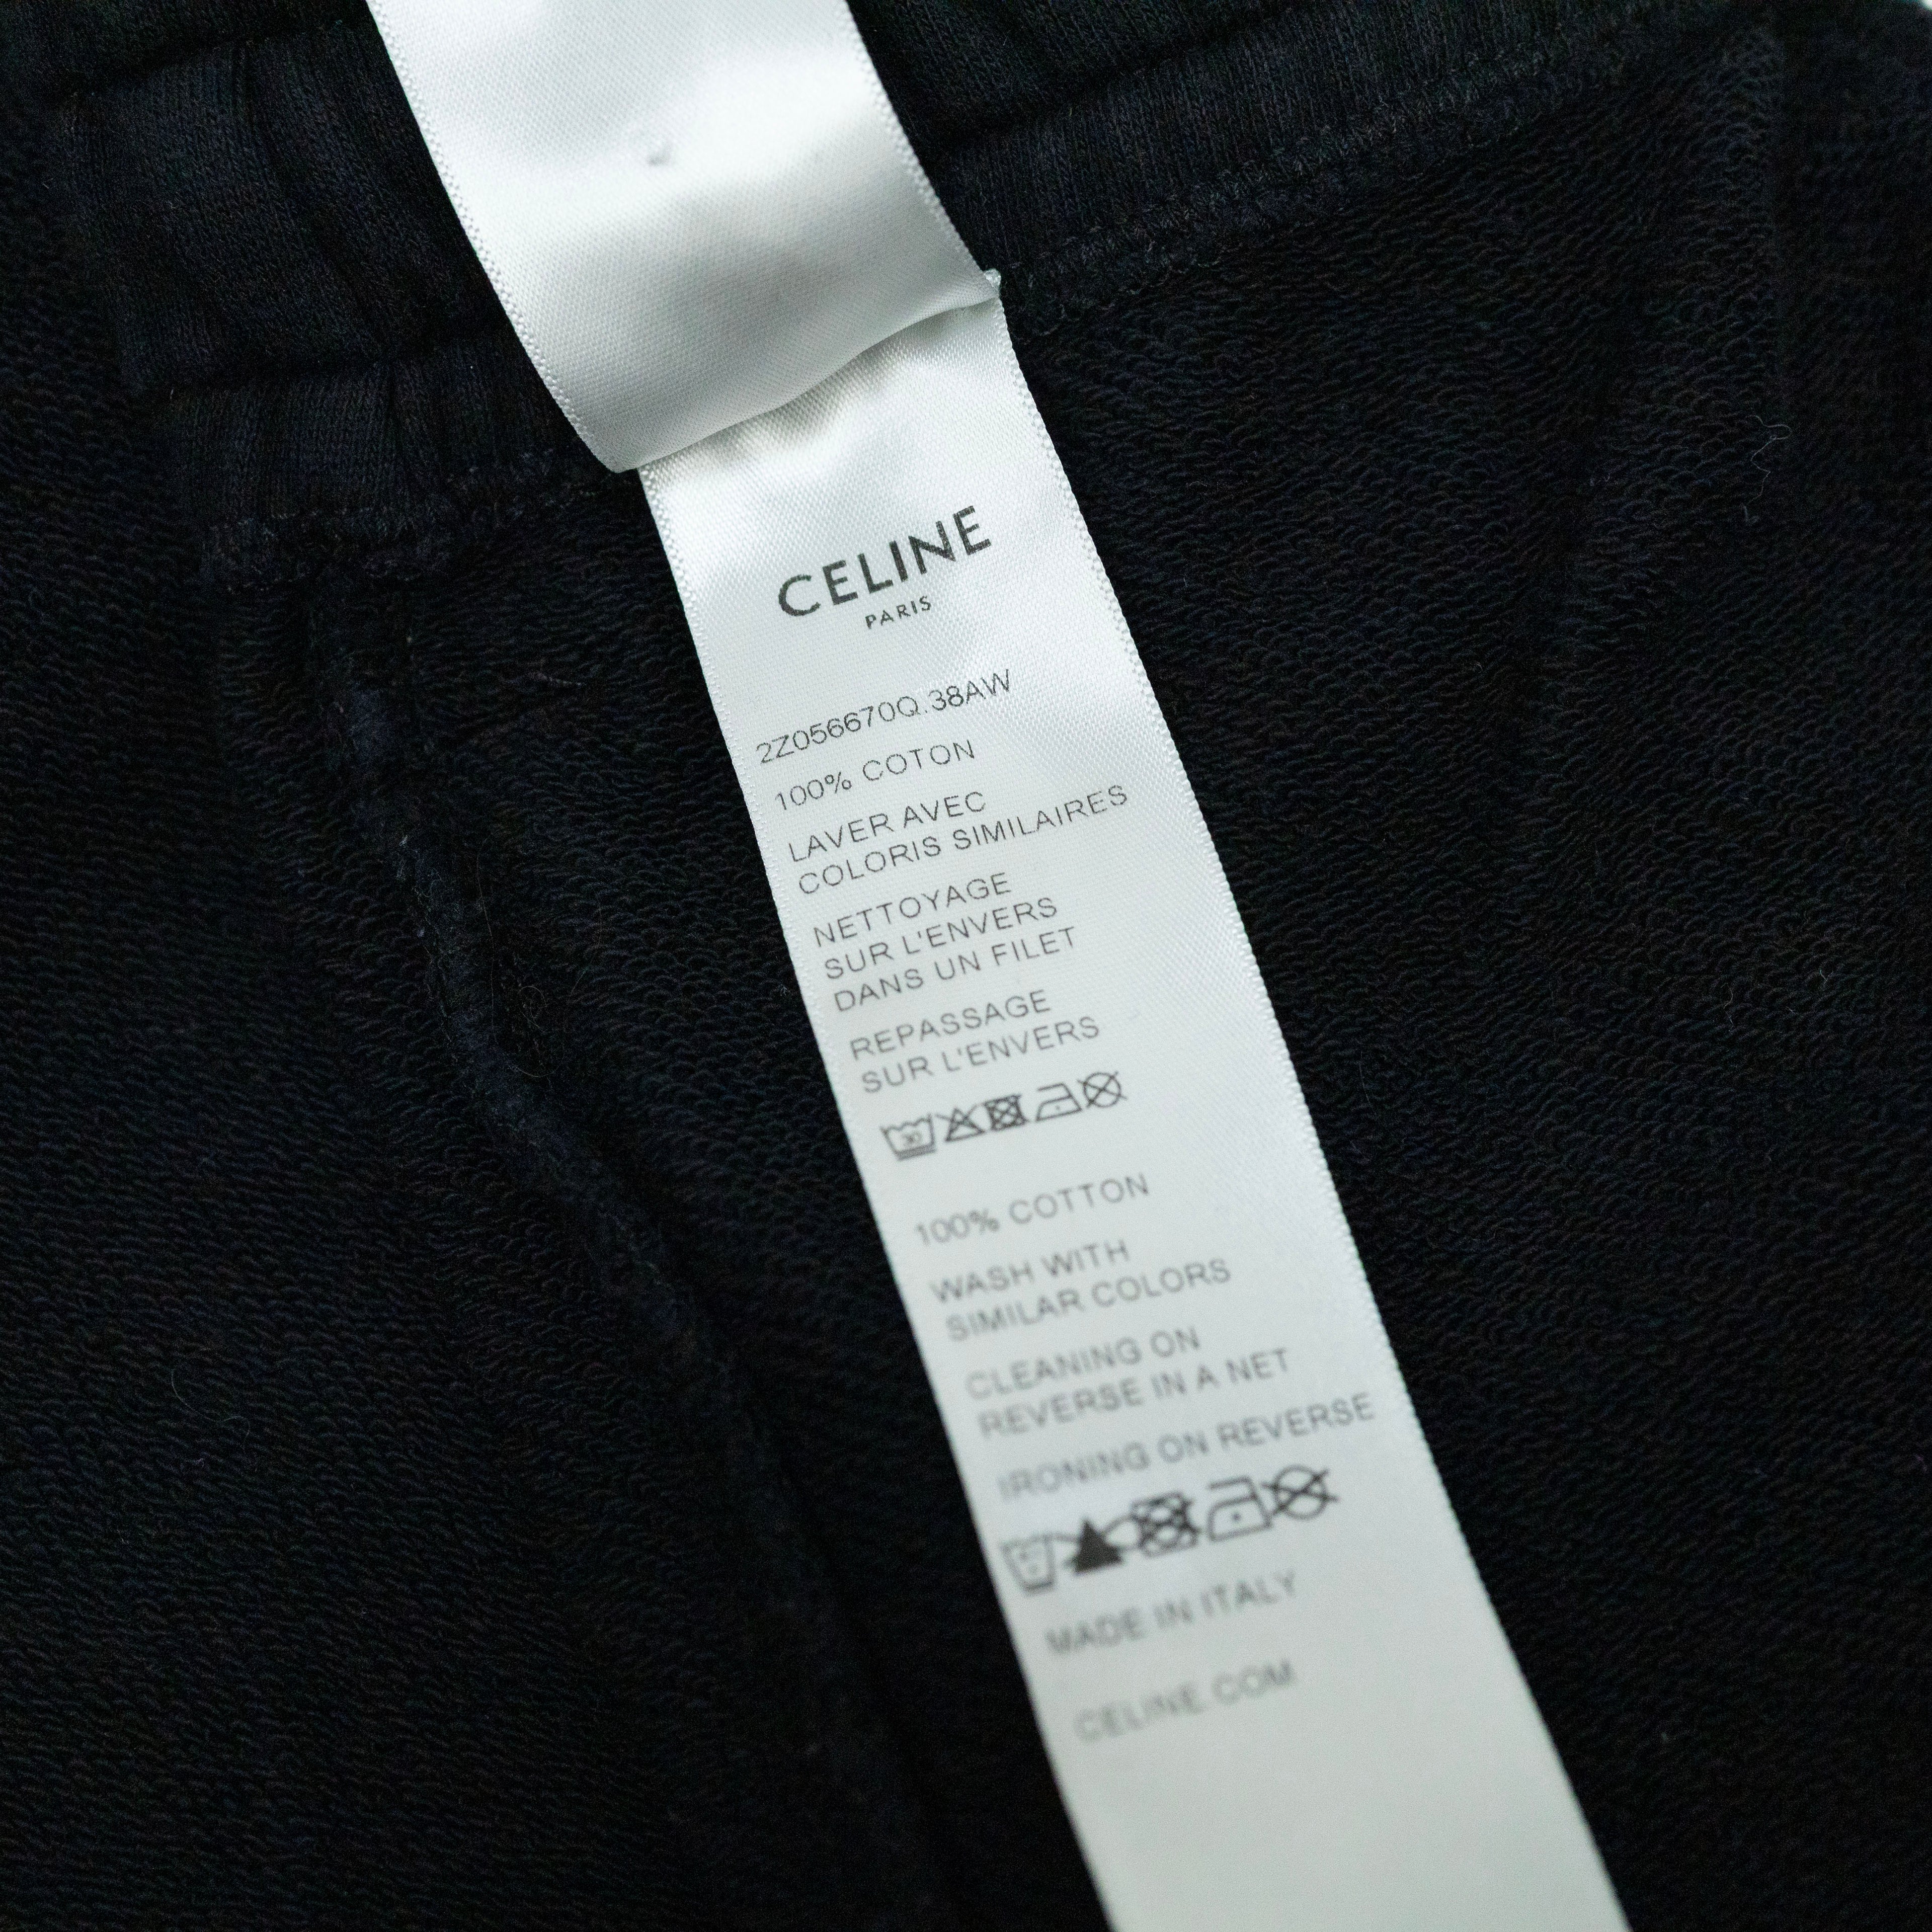 CELINE
PARIS
2Z056670Q.38AW
100% COTON
LAVER AVEC
COLORIS SIMILAIRES
NETTOYAGE
SUR L'ENVERS
DANS UN FILET
REPASSAGE
SUR L'ENVERS
30
100% COTTON
WASH WITH
SIMILAR COLORS
CLEANING ON
REVERSE IN A NET
IRONING ON REVERSE
MADE IN ITALY
CELINE.COM